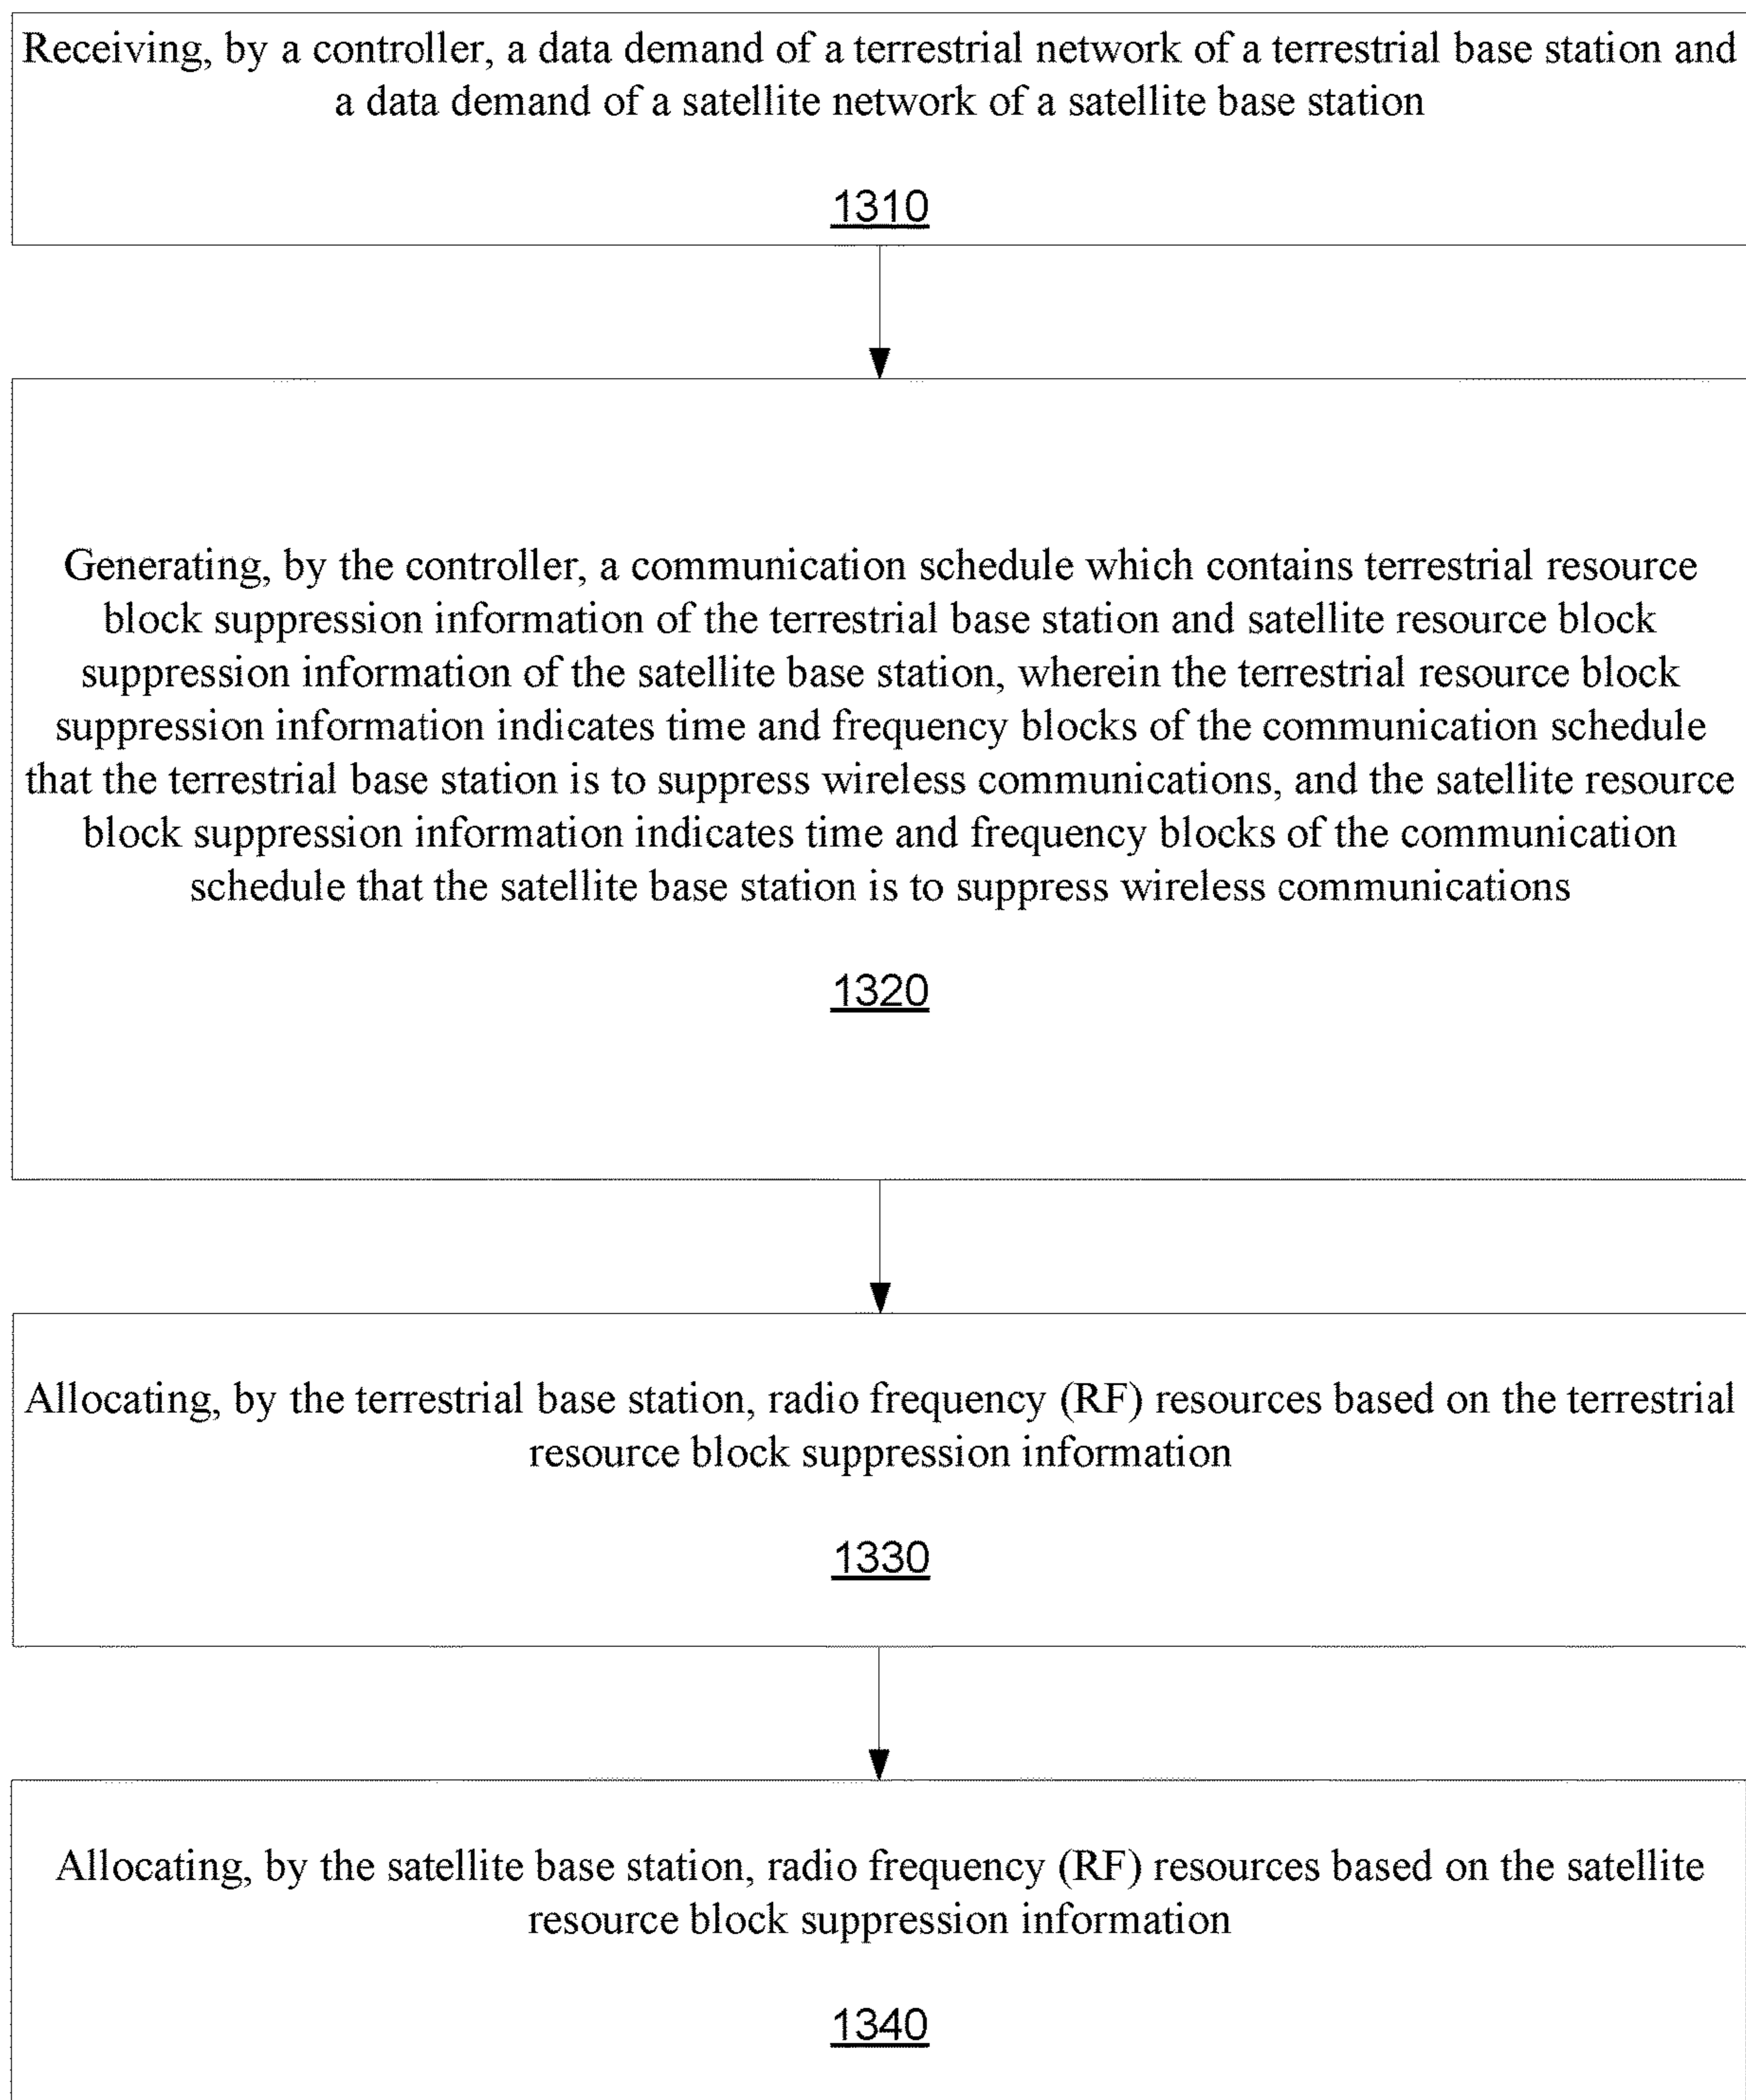 Receiving, by a controller, a data demand of a terrestrial network of a terrestrial base station and
a data demand of a satellite network of a satellite base station
1310
Generating, by the controller, a communication schedule which contains terrestrial resource
block suppression information of the terrestrial base station and satellite resource block
suppression information of the satellite base station, wherein the terrestrial resource block
suppression information indicates time and frequency blocks of the communication schedule
that the terrestrial base station is to suppress wireless communications, and the satellite resource
block suppression information indicates time and frequency blocks of the communication
schedule that the satellite base station is to suppress wireless communications
1320
Allocating, by the terrestrial base station, radio frequency (RF) resources based on the terrestrial
resource block suppression information
1330
Allocating, by the satellite base station, radio frequency (RF) resources based on the satellite
resource block suppression information
1340